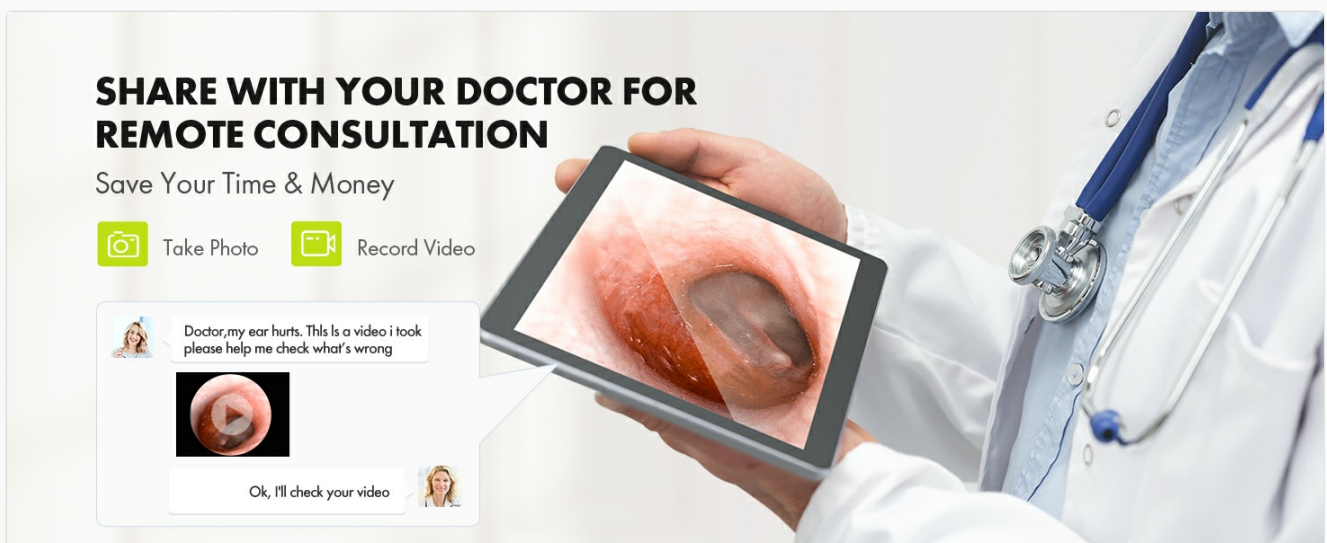 SHARE WITH YOUR DOCTOR FOR
REMOTE CONSULTATION
Save Your Time & Money
Take Photo
Record Video
Doctor,my ear hurts. Thls ls a video i took
please help me check what's wrong
Ok, I'll check your video